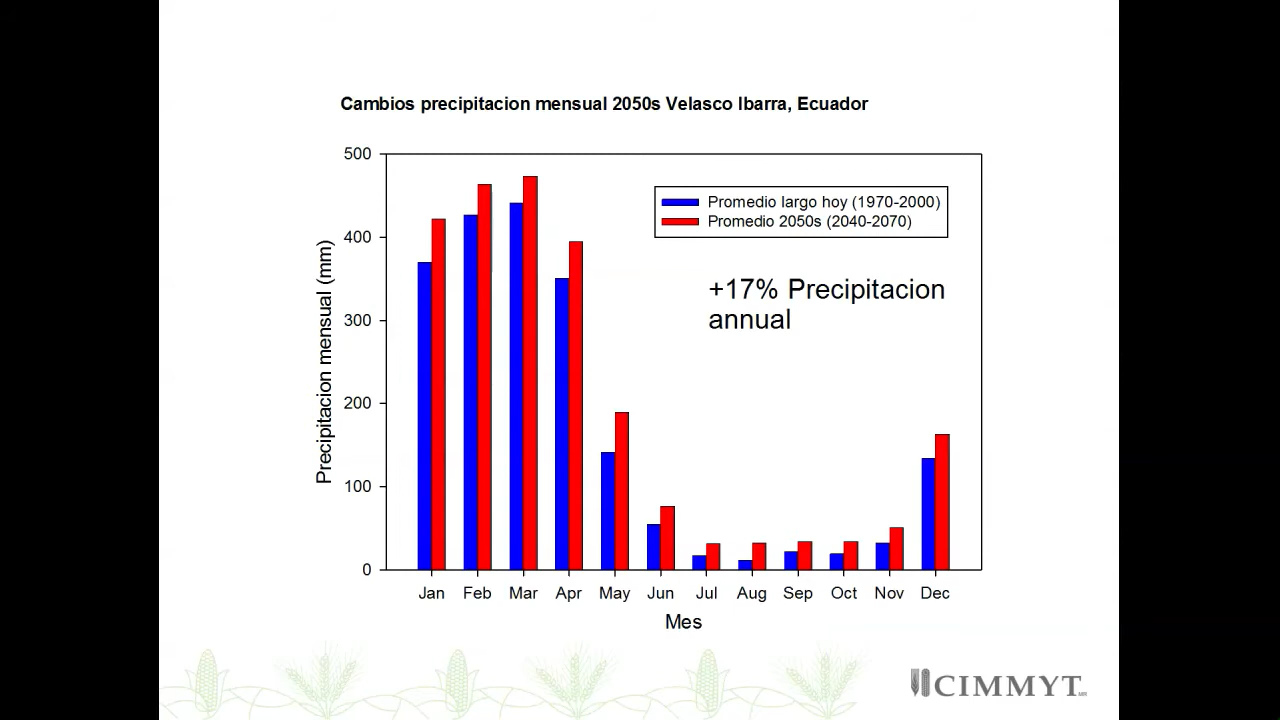 Cambios precipitacion mensual 2050s Velasco Ibarra, Ecuador
500
400
300
200
100
0
Precipitacion mensual (mm)
Promedio largo hoy (1970-2000)
Promedio 2050s (2040-2070)
+17% Precipitacion
annual
Jan Feb Mar Apr May Jun Jul Aug Sep Oct Nov Dec
Mes
CIMMYT